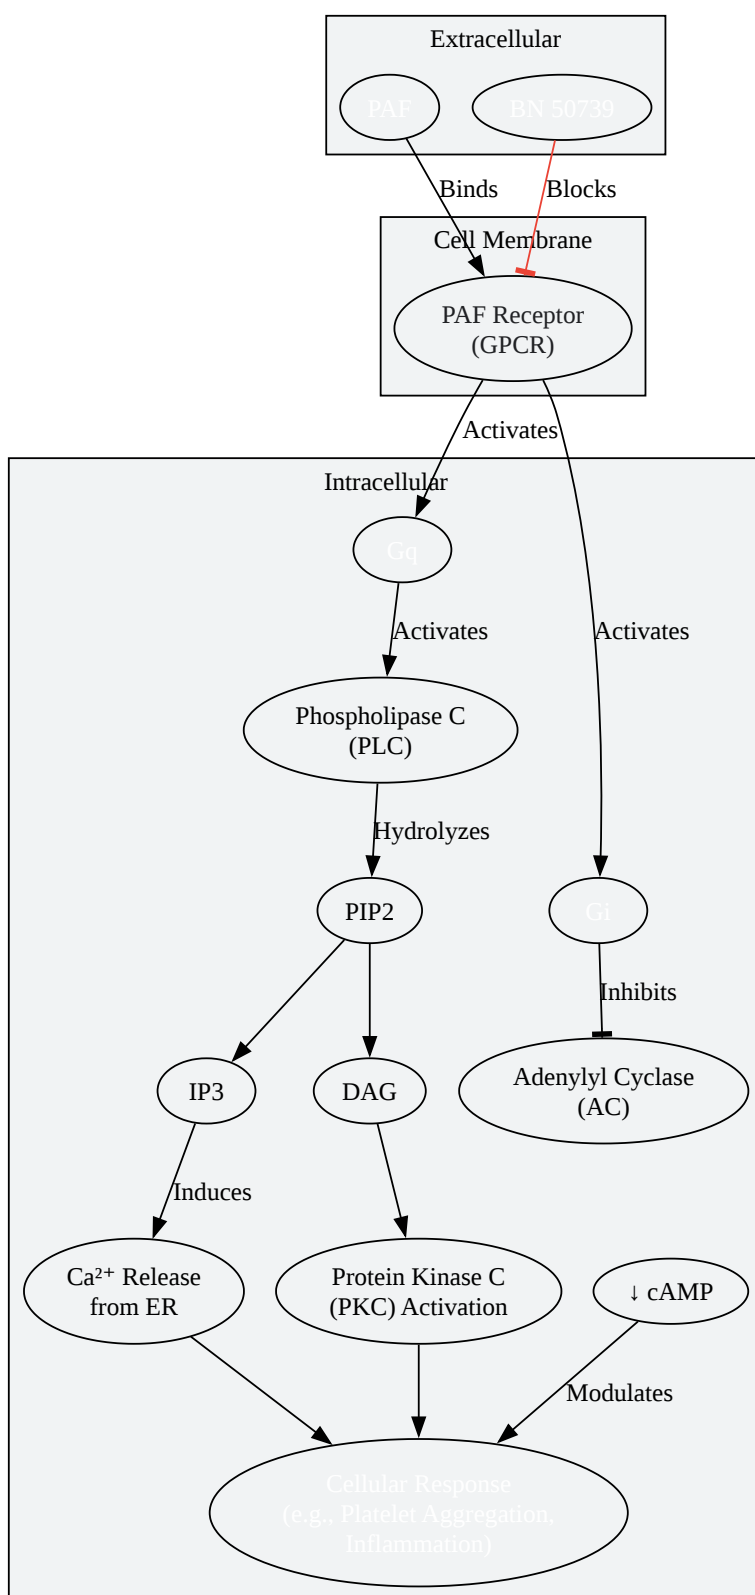 Extracellular
PAF
BN 50739
Binds
Blocks
Cell Membrane
PAF Receptor
(GPCR)
Activates
Intracellular
Gq
Activates
Activates
Phospholipase C
(PLC)
Hydrolyzes
PIP2
Gi
Inhibits
IP3
DAG
Adenylyl Cyclase
(AC)
Induces
Ca²⁺ Release
from ER
Protein Kinase C
(PKC) Activation
↓ cAMP
Modulates
Cellular Response
(e.g., Platelet Aggregation,
Inflammation)